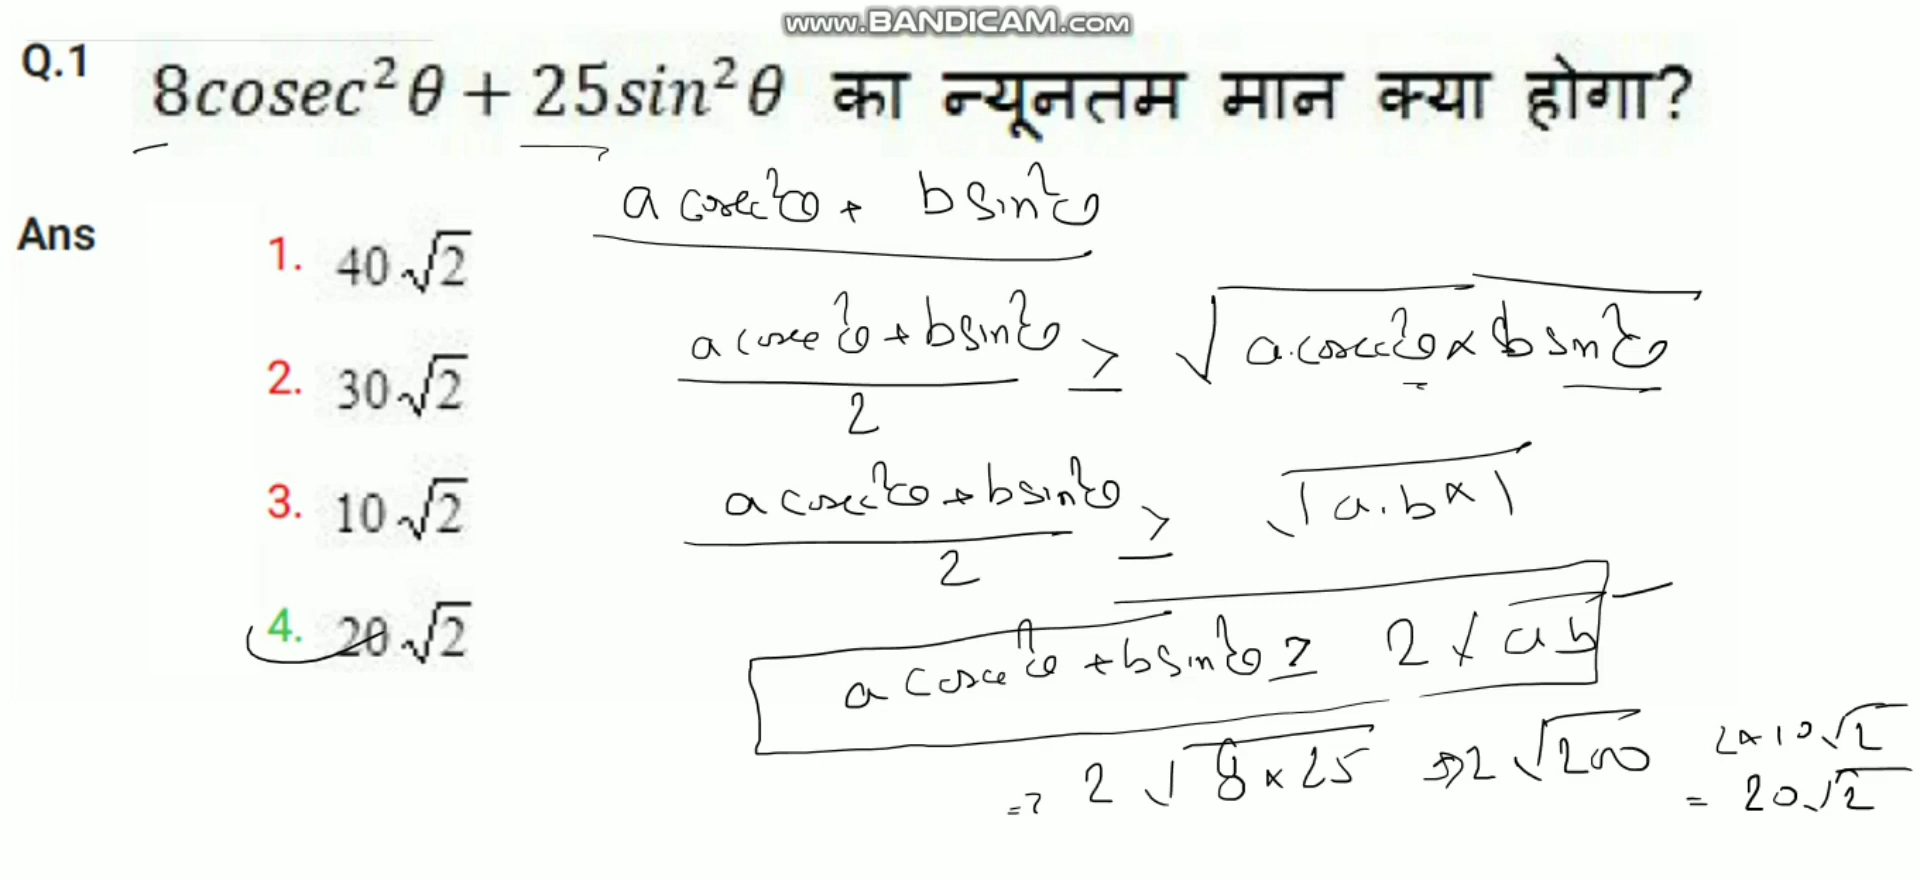 www.BANDICAM.com
Q.1 8cosec²θ + 25sin²θ का न्यूनतम मान क्या होगा?
a cosec²θ + b sin²θ
Ans
1. 40√2
2. 30√2
3. 10√2
4. 20√2
(a cosec²θ + b sin²θ)/2 ≥ √(a.cosec²θ × b sin²θ)
(a cosec²θ + b sin²θ)/2 ≥ √(a.b × 1)
a cosec²θ + b sin²θ ≥ 2√ab
=> 2√(8×25) => 2√200 2×10√2
= 20√2